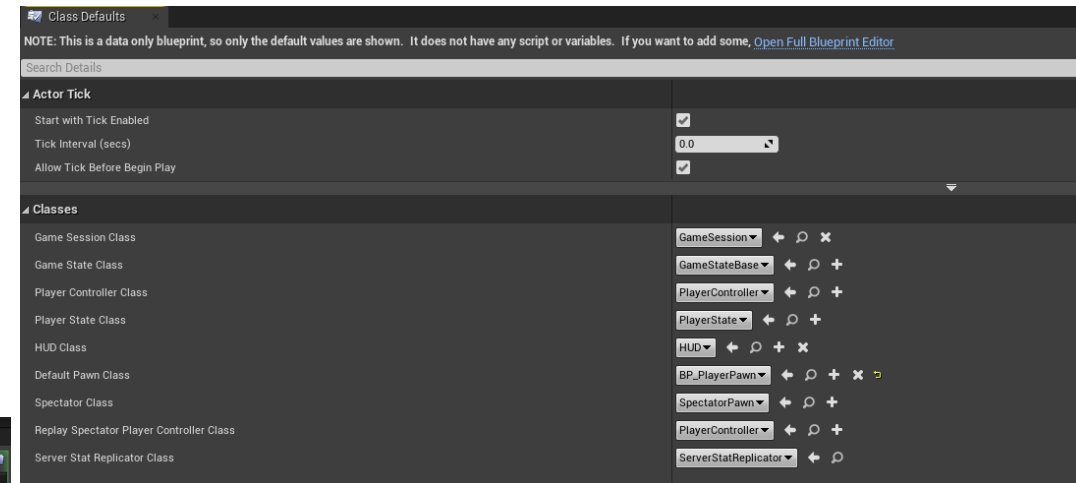 Class Defaults
NOTE: This is a data only blueprint, so only the default values are shown.  It does not have any script or variables.  If you want to add some, Open Full Blueprint Editor
Search Details
Actor Tick
Start with Tick Enabled
Tick Interval (secs) 0.0
Allow Tick Before Begin Play
Classes
Game Session Class GameSession
Game State Class GameStateBase
Player Controller Class PlayerController
Player State Class PlayerState
HUD Class HUD
Default Pawn Class BP_PlayerPawn
Spectator Class SpectatorPawn
Replay Spectator Player Controller Class PlayerController
Server Stat Replicator Class ServerStatReplicator